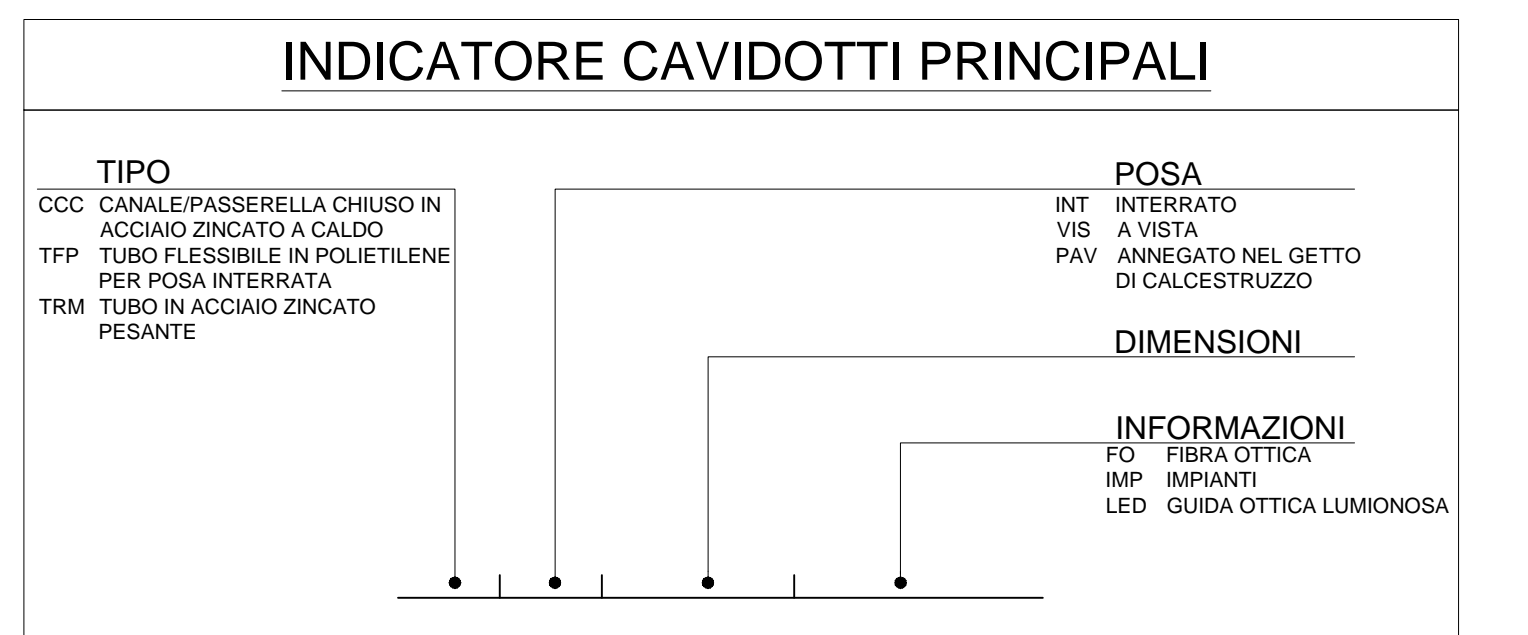 INDICATORE CAVIDOTTI PRINCIPALI
TIPO
CCC CANALE/PASSERELLA CHIUSO IN
ACCIAIO ZINCATO A CALDO
TFP TUBO FLESSIBILE IN POLIETILENE
PER POSA INTERRATA
TRM TUBO IN ACCIAIO ZINCATO
PESANTE
POSA
INT INTERRATO
VIS A VISTA
PAV ANNEGATO NEL GETTO
DI CALCESTRUZZO
DIMENSIONI
INFORMAZIONI
FO FIBRA OTTICA
IMP IMPIANTI
LED GUIDA OTTICA LUMIONOSA